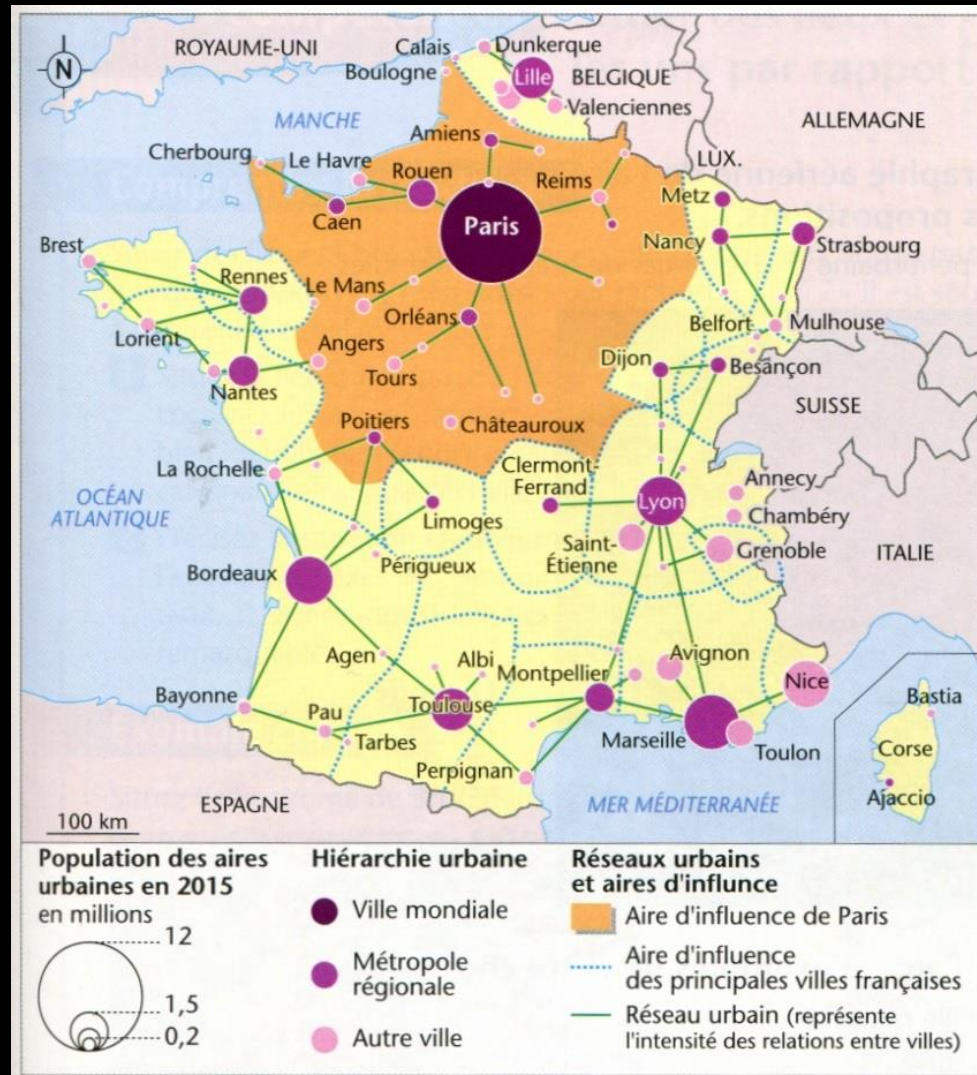 ROYAUME-UNI
Calais
Dunkerque
Boulogne
Lille
BELGIQUE
Valenciennes
N
MANCHE
Amiens
ALLEMAGNE
Cherbourg
Le Havre
Rouen
Reims
LUX.
Caen
Paris
Metz
Nancy
Strasbourg
Brest
Rennes
Le Mans
Orléans
Lorient
Angers
Belfort
Mulhouse
Nantes
Tours
Dijon
Besançon
Poitiers
Châteauroux
SUISSE
La Rochelle
Clermont-
Ferrand
Lyon
Annecy
OCÉAN
ATLANTIQUE
Limoges
Chambéry
Saint-
Étienne
Grenoble
ITALIE
Bordeaux
Périgueux
Agen
Albi
Montpellier
Avignon
Nice
Bastia
Bayonne
Pau
Toulouse
Tarbes
Marseille
Toulon
Corse
Perpignan
Ajaccio
ESPAGNE
MER MÉDITERRANÉE
100 km
Population des aires
urbaines en 2015
en millions
12
1,5
0,2
Hiérarchie urbaine
Ville mondiale
Métropole
régionale
Autre ville
Réseaux urbains
et aires d'influnce
Aire d'influence de Paris
Aire d'influence
des principales villes françaises
Réseau urbain (représente
l'intensité des relations entre villes)